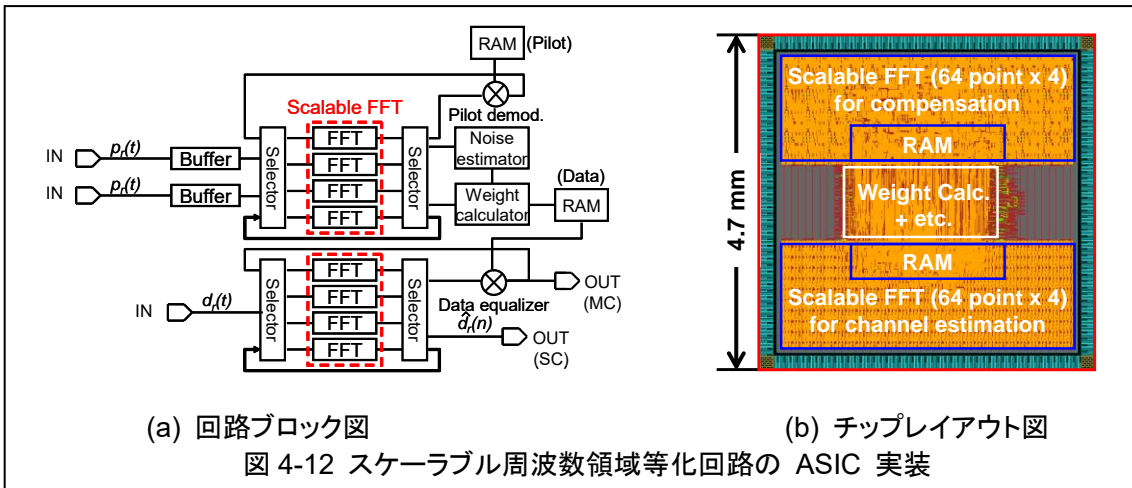 RAM (Pilot)
Scalable FFT
Pilot demod.
IN
p_r(t)
Buffer
IN
p_r(t)
Buffer
Selector
FFT
FFT
FFT
FFT
Selector
Noise
estimator
Weight
calculator
(Data)
RAM
IN
d_r(t)
Selector
FFT
FFT
FFT
FFT
Selector
Data equalizer
OUT
(MC)
d̂_r(n)
OUT
(SC)
(a) 回路ブロック図
4.7 mm
Scalable FFT (64 point x 4)
for compensation
RAM
Weight Calc.
+ etc.
RAM
Scalable FFT (64 point x 4)
for channel estimation
(b) チップレイアウト図
図 4-12 スケーラブル周波数領域等化回路の ASIC 実装